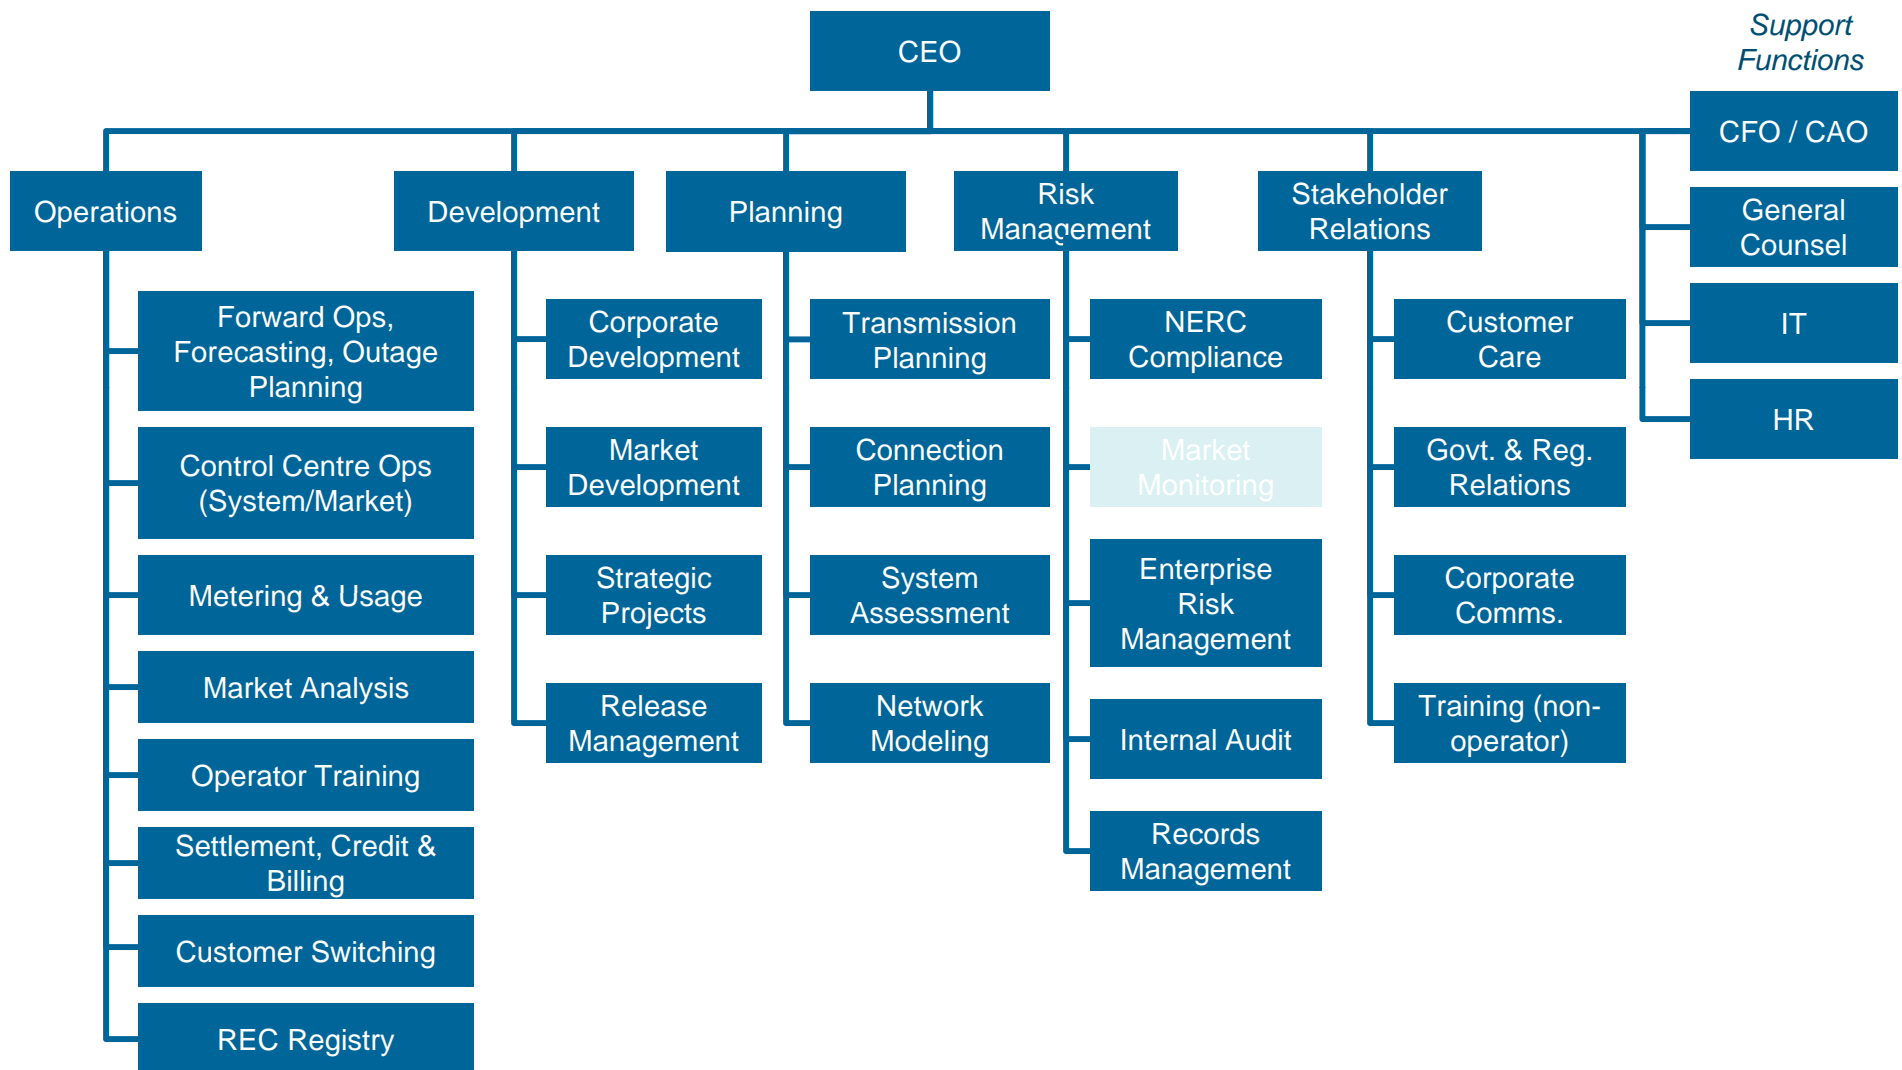 CEO
Support
Functions
CFO / CAO
General
Counsel
IT
HR
Operations
Forward Ops,
Forecasting, Outage
Planning
Control Centre Ops
(System/Market)
Metering & Usage
Market Analysis
Operator Training
Settlement, Credit &
Billing
Customer Switching
REC Registry
Development
Corporate
Development
Market
Development
Strategic
Projects
Release
Management
Planning
Transmission
Planning
Connection
Planning
System
Assessment
Network
Modeling
Risk
Management
NERC
Compliance
Market
Monitoring
Enterprise
Risk
Management
Internal Audit
Records
Management
Stakeholder
Relations
Customer
Care
Govt. & Reg.
Relations
Corporate
Comms.
Training (non-
operator)